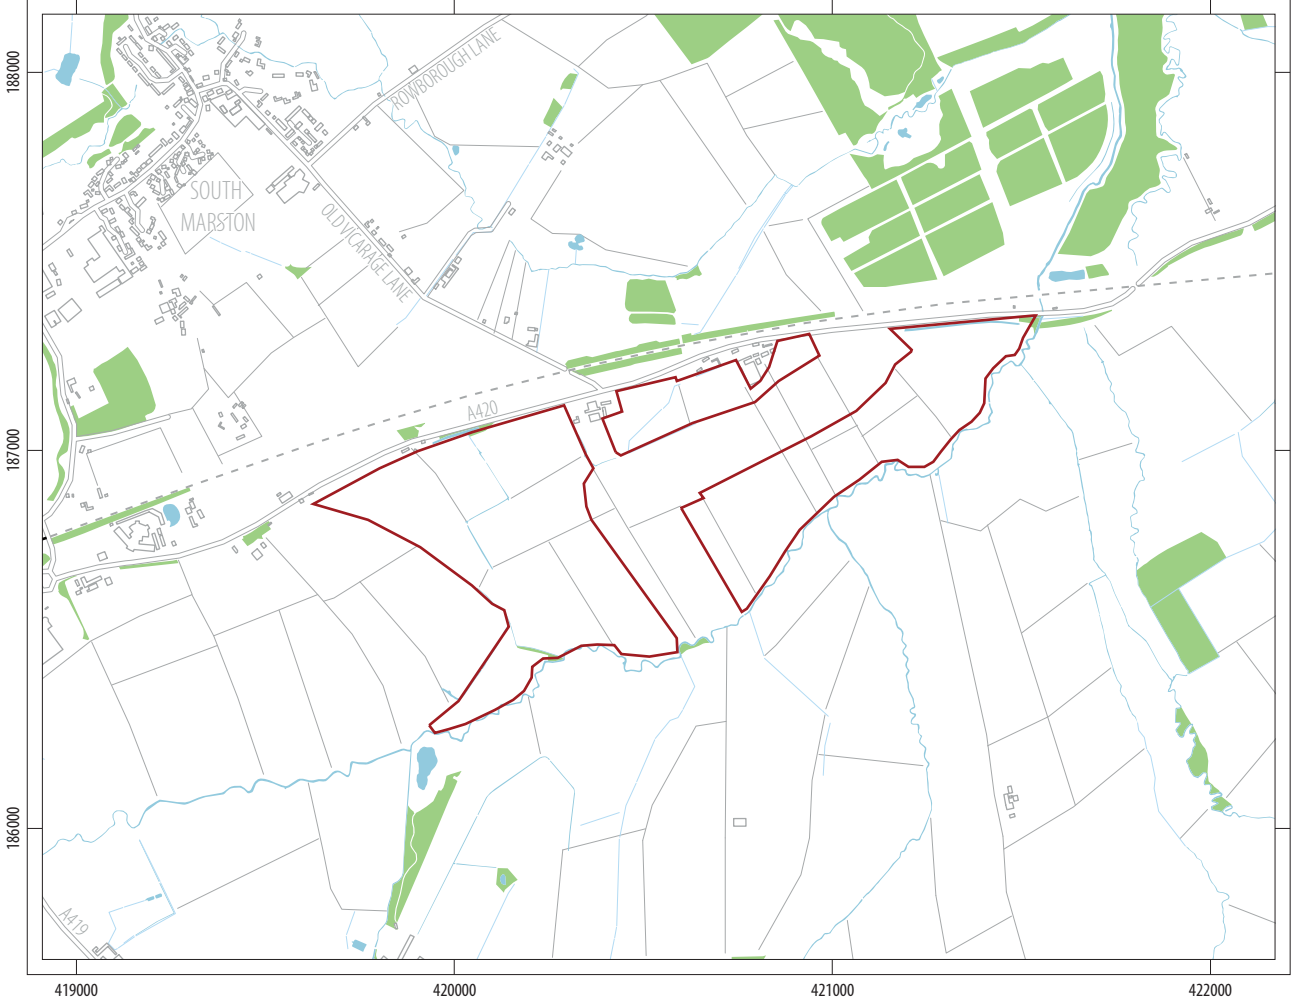 188000
ROWBOROUGH LANE
SOUTH
MARSTON
OLD VICARAGE LANE
A420
187000
186000
A419
419000
420000
421000
422000